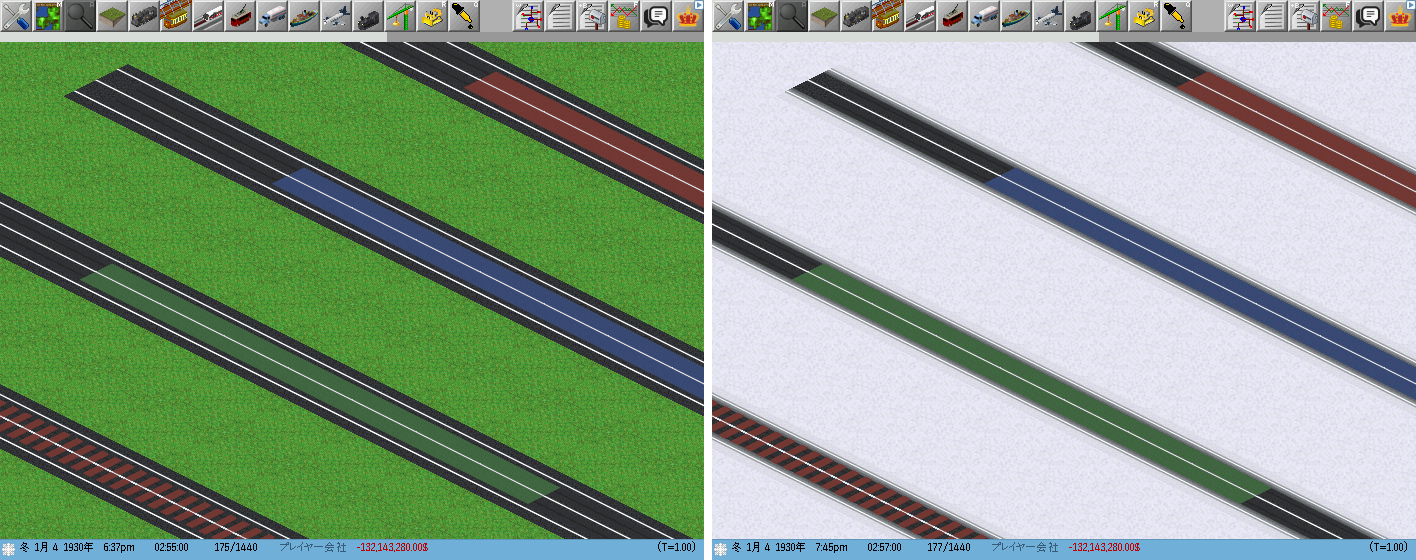 冬 1月 4 1930年 6:37pm 02:55:00 175/1440 プレイヤー会社 -132,143,280.00$ (T=1.00)
冬 1月 4 1930年 7:45pm 02:57:00 177/1440 プレイヤー会社 -132,143,280.00$ (T=1.00)